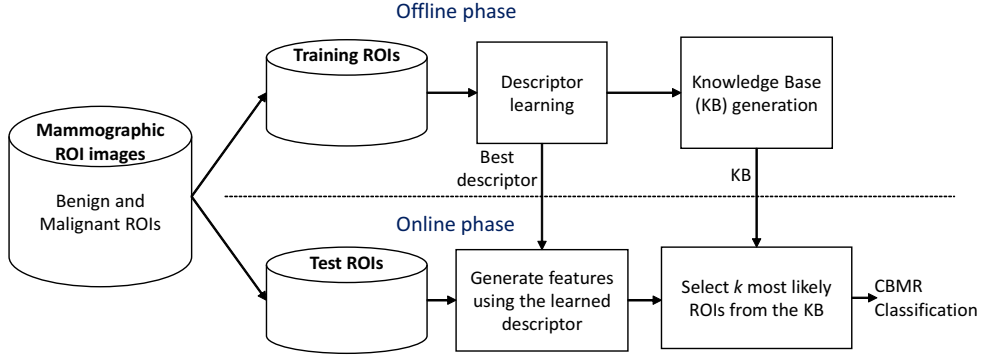 Offline phase
Training ROIs
Descriptor
learning
Knowledge Base
(KB) generation
Mammographic
ROI images
Benign and
Malignant ROIs
Best
descriptor
KB
Online phase
Test ROIs
Generate features
using the learned
descriptor
Select k most likely
ROIs from the KB
CBMR
Classification